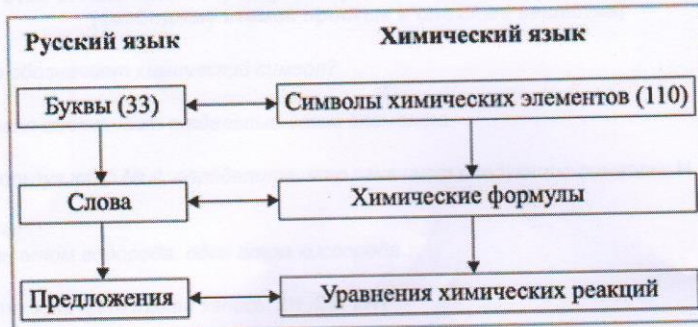 Русский язык
Химический язык
Буквы (33)
Символы химических элементов (110)
Слова
Химические формулы
Предложения
Уравнения химических реакций